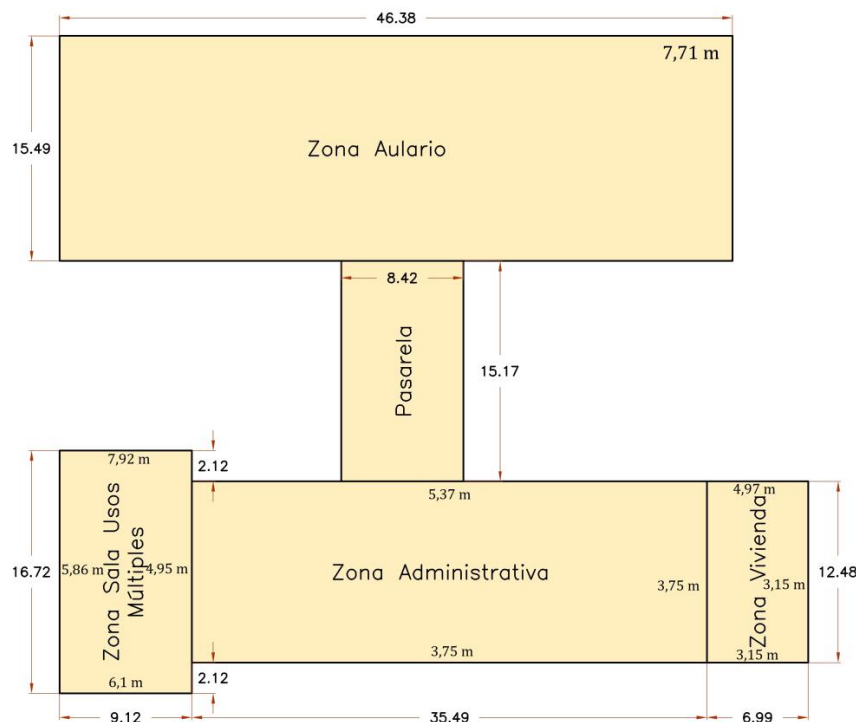 46.38
7,71 m
15.49
Zona Aulario
8.42
Pasarela
15.17
7,92 m
2.12
5,37 m
4,97 m
16.72
5,86 m
Zona Sala Usos
Múltiples
4,95 m
Zona Administrativa
3,75 m
Zona Vivienda
3,15 m
12.48
3,75 m
3,15 m
6,1 m
2.12
9.12
35.49
6.99